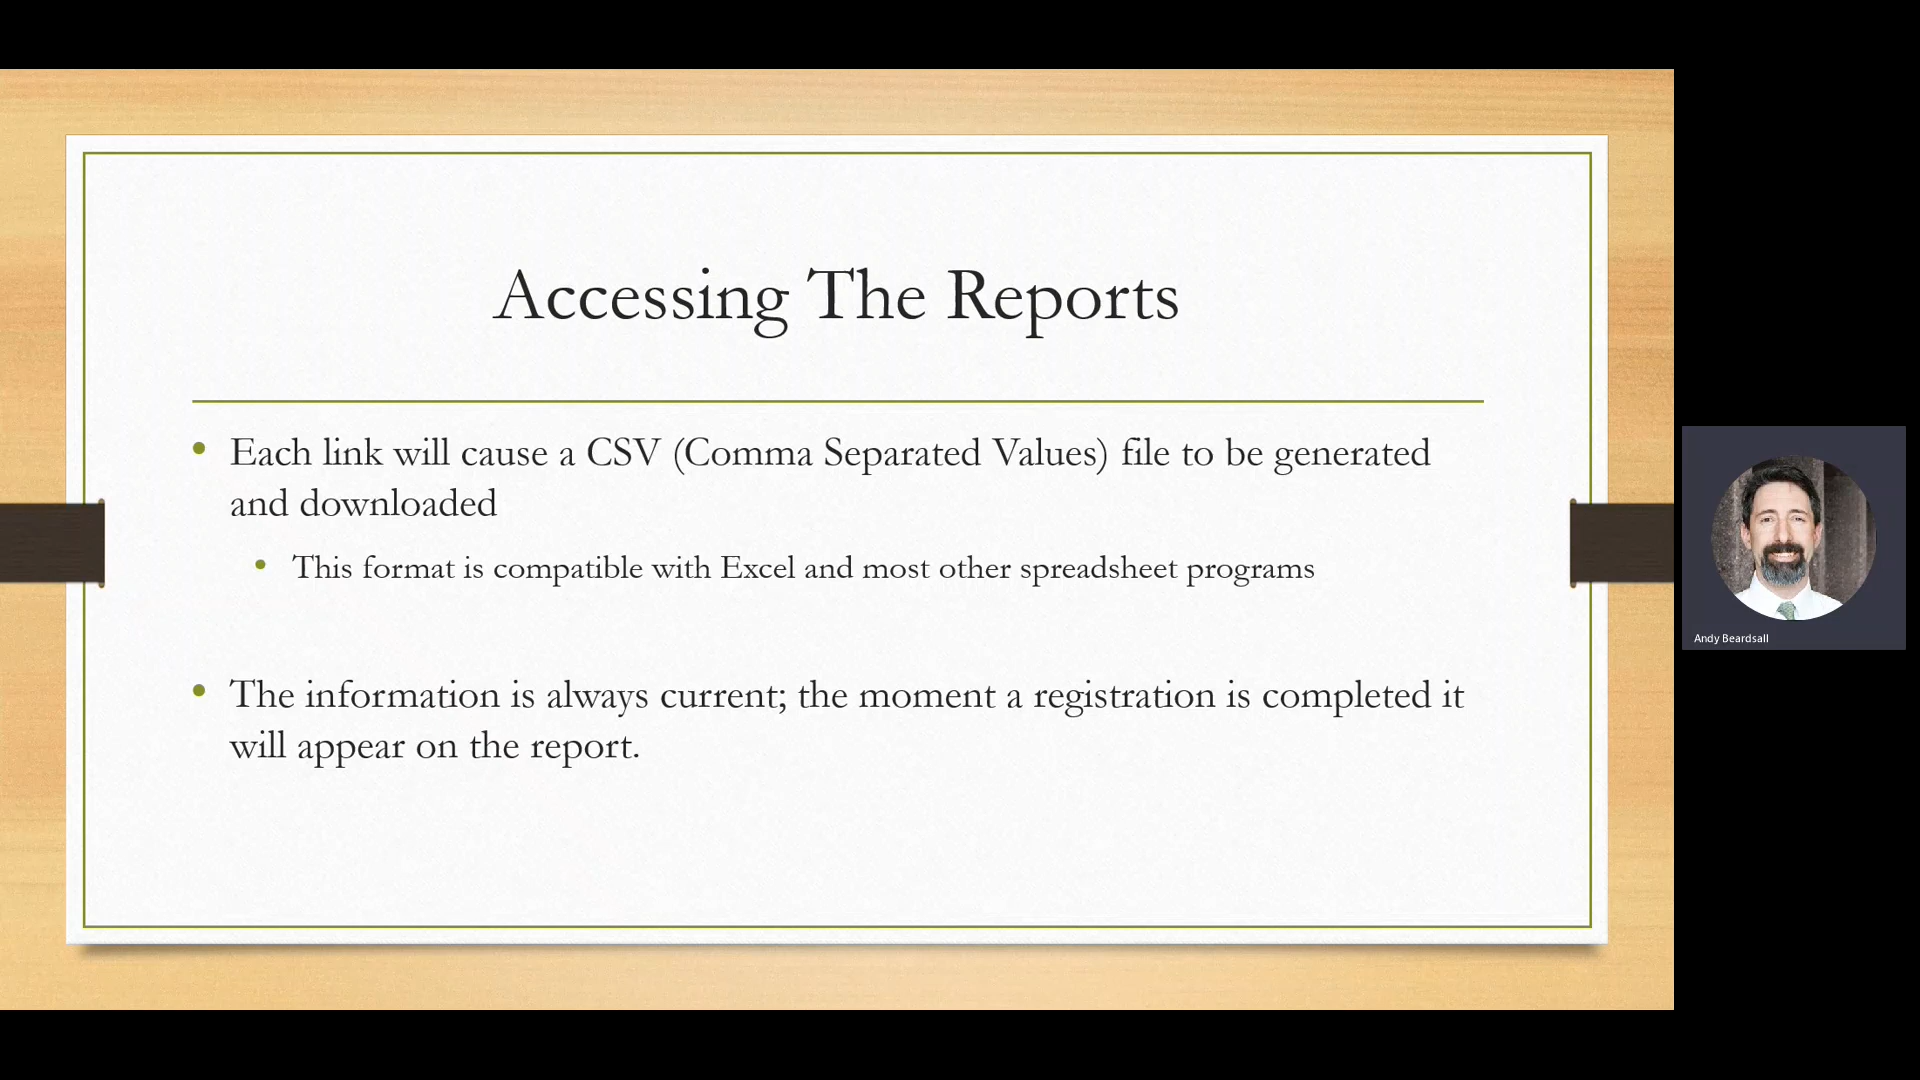 Accessing The Reports
• Each link will cause a CSV (Comma Separated Values) file to be generated
and downloaded
• This format is compatible with Excel and most other spreadsheet programs
• The information is always current; the moment a registration is completed it
will appear on the report.
Andy Beardsall